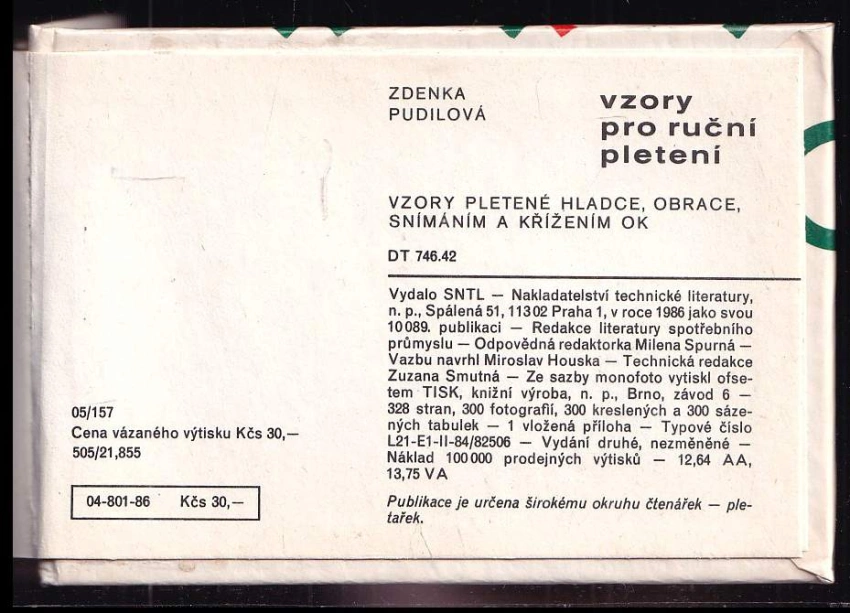 ZDENKA
PUDILOVÁ
vzory
pro ruční
pletení
VZORY PLETENÉ HLADCE, OBRACE,
SNÍMÁNÍM A KŘÍŽENÍM OK
DT 746.42
Vydalo SNTL — Nakladatelství technické literatury,
n. p., Spálená 51, 113 02 Praha 1, v roce 1986 jako svou
10 089. publikaci — Redakce literatury spotřebního
průmyslu — Odpovědná redaktorka Milena Spurná —
Vazbu navrhl Miroslav Houska — Technická redakce
Zuzana Smutná — Ze sazby monofoto vytiskl ofse-
tem TISK, knižní výroba, n. p., Brno, závod 6 —
328 stran, 300 fotografií, 300 kreslených a 300 sáze-
ných tabulek — 1 vložená příloha — Typové číslo
L21-E1-II-84/82506 — Vydání druhé, nezměněné —
Náklad 100 000 prodejných výtisků — 12,64 AA,
13,75 VA
Publikace je určena širokému okruhu čtenářek — ple-
tařek.
05/157
Cena vázaného výtisku Kčs 30,—
505/21,855
04-801-86 Kčs 30,—